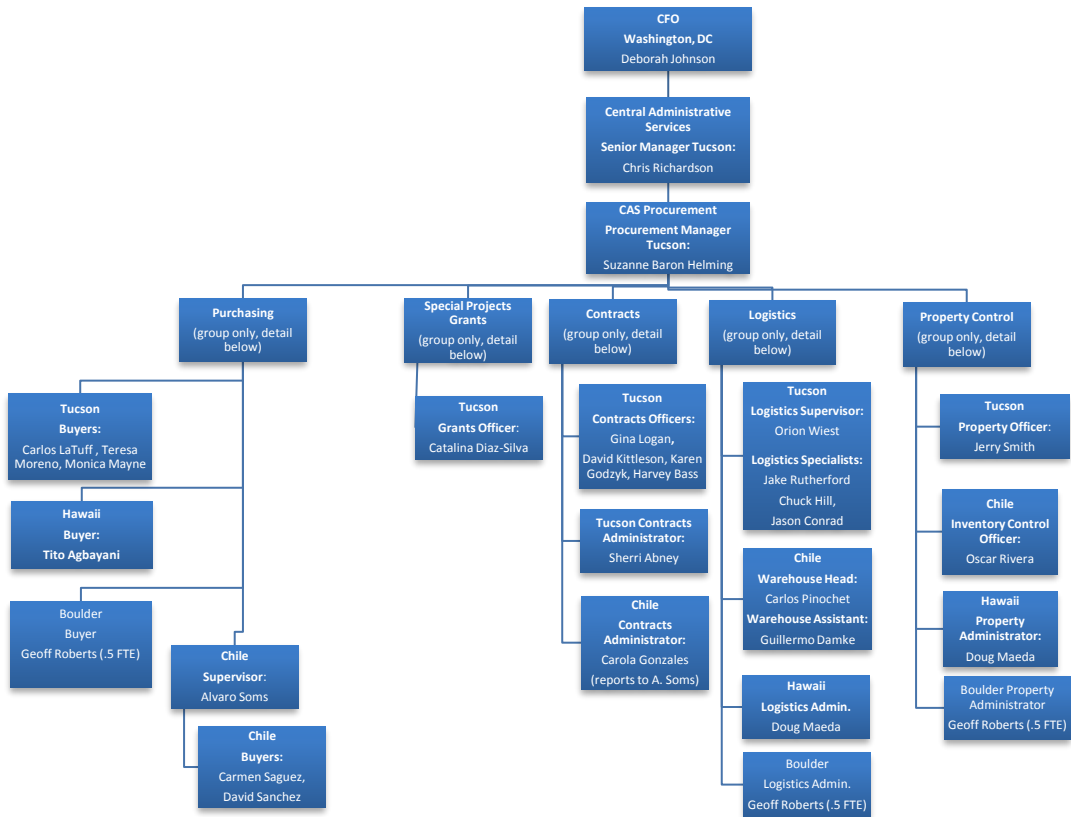 CFO
Washington, DC
Deborah Johnson
Central Administrative
Services
Senior Manager Tucson:
Chris Richardson
CAS Procurement
Procurement Manager
Tucson:
Suzanne Baron Helming
Purchasing
(group only, detail
below)
Special Projects
Grants
(group only, detail
below)
Contracts
(group only, detail
below)
Logistics
(group only, detail
below)
Property Control
(group only, detail
below)
Tucson
Buyers:
Carlos LaTuff , Teresa
Moreno, Monica Mayne
Hawaii
Buyer:
Tito Agbayani
Boulder
Buyer
Geoff Roberts (.5 FTE)
Chile
Supervisor:
Alvaro Soms
Chile
Buyers:
Carmen Saguez,
David Sanchez
Tucson
Grants Officer:
Catalina Diaz-Silva
Tucson
Contracts Officers:
Gina Logan,
David Kittleson, Karen
Godzyk, Harvey Bass
Tucson Contracts
Administrator:
Sherri Abney
Chile
Contracts
Administrator:
Carola Gonzales
(reports to A. Soms)
Tucson
Logistics Supervisor:
Orion Wiest
Logistics Specialists:
Jake Rutherford
Chuck Hill,
Jason Conrad
Chile
Warehouse Head:
Carlos Pinochet
Warehouse Assistant:
Guillermo Damke
Hawaii
Logistics Admin.
Doug Maeda
Boulder
Logistics Admin.
Geoff Roberts (.5 FTE)
Tucson
Property Officer:
Jerry Smith
Chile
Inventory Control
Officer:
Oscar Rivera
Hawaii
Property
Administrator:
Doug Maeda
Boulder Property
Administrator
Geoff Roberts (.5 FTE)